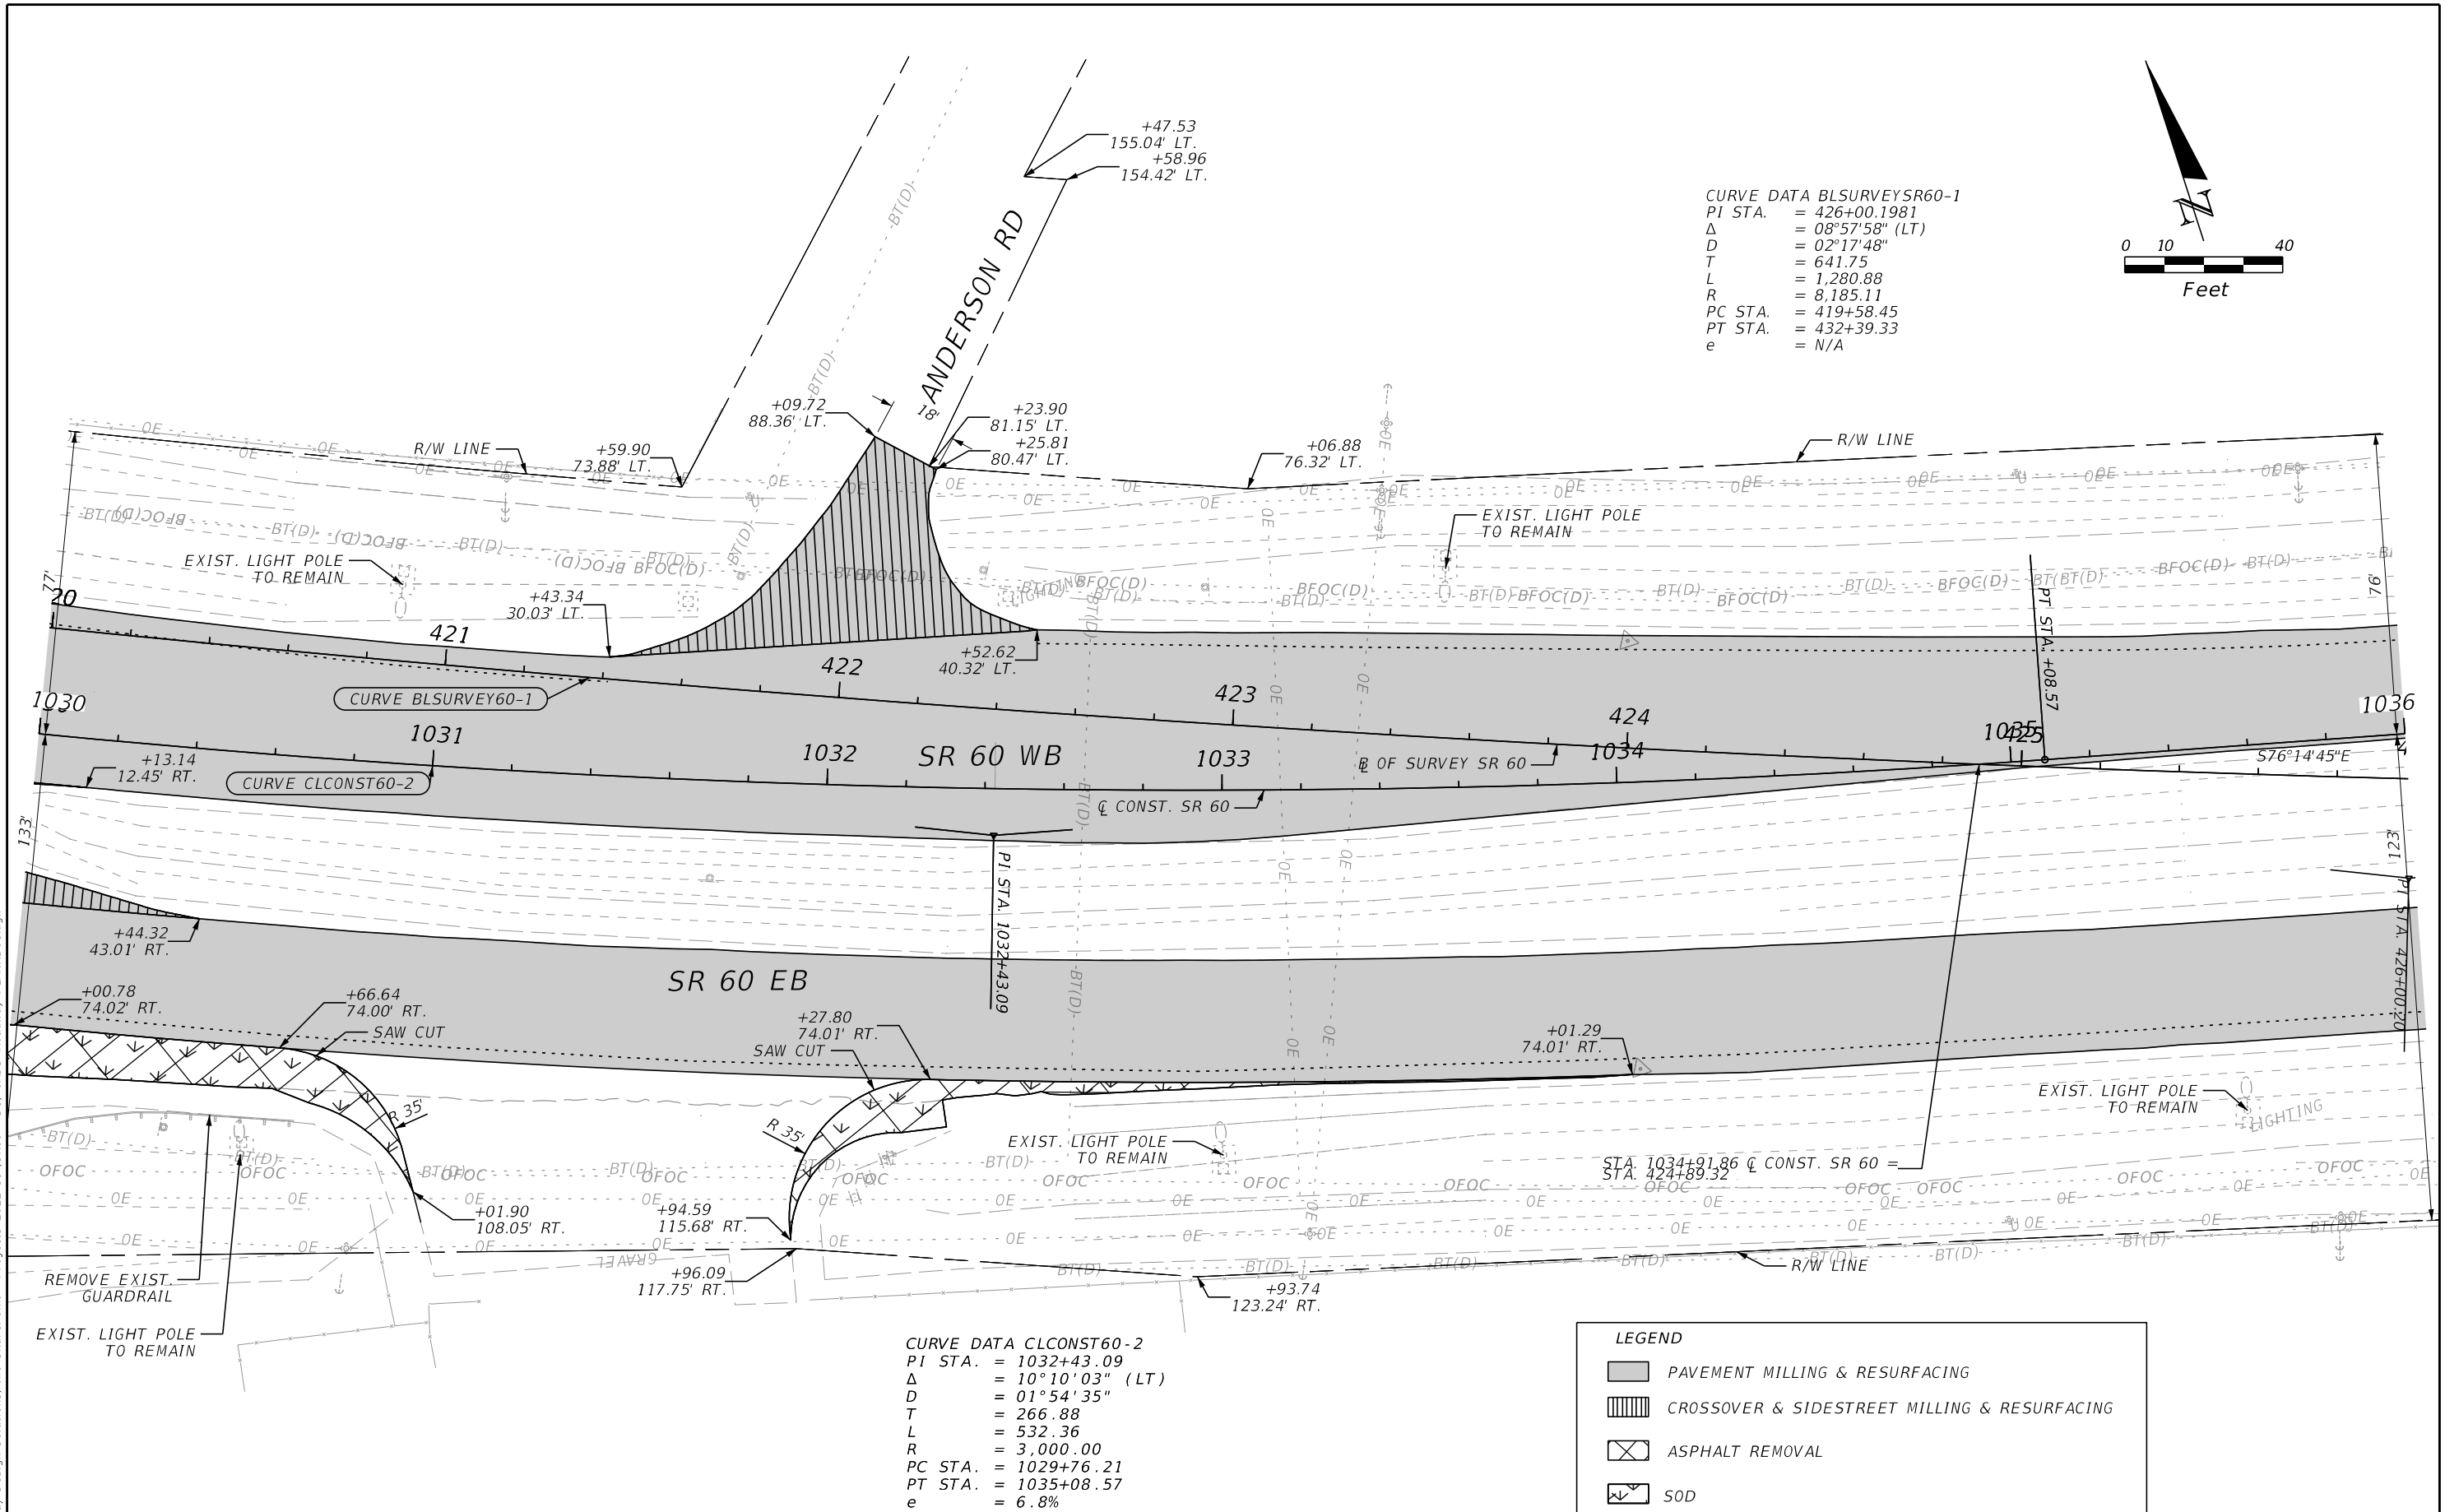 +47.53
155.04' LT.
+58.96
154.42' LT.
ANDERSON RD
CURVE DATA BLSURVEYSR60-1
PI STA. = 426+00.1981
Δ = 08°57'58" (LT)
D = 02°17'48"
T = 641.75
L = 1,280.88
R = 8,185.11
PC STA. = 419+58.45
PT STA. = 432+39.33
e = N/A
N
0 10 40
Feet
+09.72
88.36' LT.
18'
+23.90
81.15' LT.
+25.81
80.47' LT.
R/W LINE
+59.90
73.88' LT.
+06.88
76.32' LT.
R/W LINE
EXIST. LIGHT POLE
TO REMAIN
EXIST. LIGHT POLE
TO REMAIN
77'
76'
20
421
422
423
424
425
+43.34
30.03' LT.
+52.62
40.32' LT.
PT STA. +08.57
CURVE BLSURVEY60-1
1030
1031
1032
1033
1034
1035
1036
SR 60 WB
+13.14
12.45' RT.
CURVE CLCONST60-2
℄ CONST. SR 60
B OF SURVEY SR 60
S76°14'45"E
133'
123'
PI STA. 1032+43.09
PI STA. 426+00.20
+44.32
43.01' RT.
SR 60 EB
+00.78
74.02' RT.
+66.64
74.00' RT.
SAW CUT
+27.80
74.01' RT.
SAW CUT
+01.29
74.01' RT.
R 35'
R 35'
EXIST. LIGHT POLE
TO REMAIN
EXIST. LIGHT POLE
TO REMAIN
LIGHTING
STA. 1034+91.86 ℄ CONST. SR 60 =
STA. 424+89.32
+01.90
108.05' RT.
+94.59
115.68' RT.
GRAVEL
+96.09
117.75' RT.
+93.74
123.24' RT.
R/W LINE
REMOVE EXIST.
GUARDRAIL
EXIST. LIGHT POLE
TO REMAIN
CURVE DATA CLCONST60-2
PI STA. = 1032+43.09
Δ = 10°10'03" (LT)
D = 01°54'35"
T = 266.88
L = 532.36
R = 3,000.00
PC STA. = 1029+76.21
PT STA. = 1035+08.57
e = 6.8%
LEGEND
PAVEMENT MILLING & RESURFACING
CROSSOVER & SIDESTREET MILLING & RESURFACING
ASPHALT REMOVAL
SOD